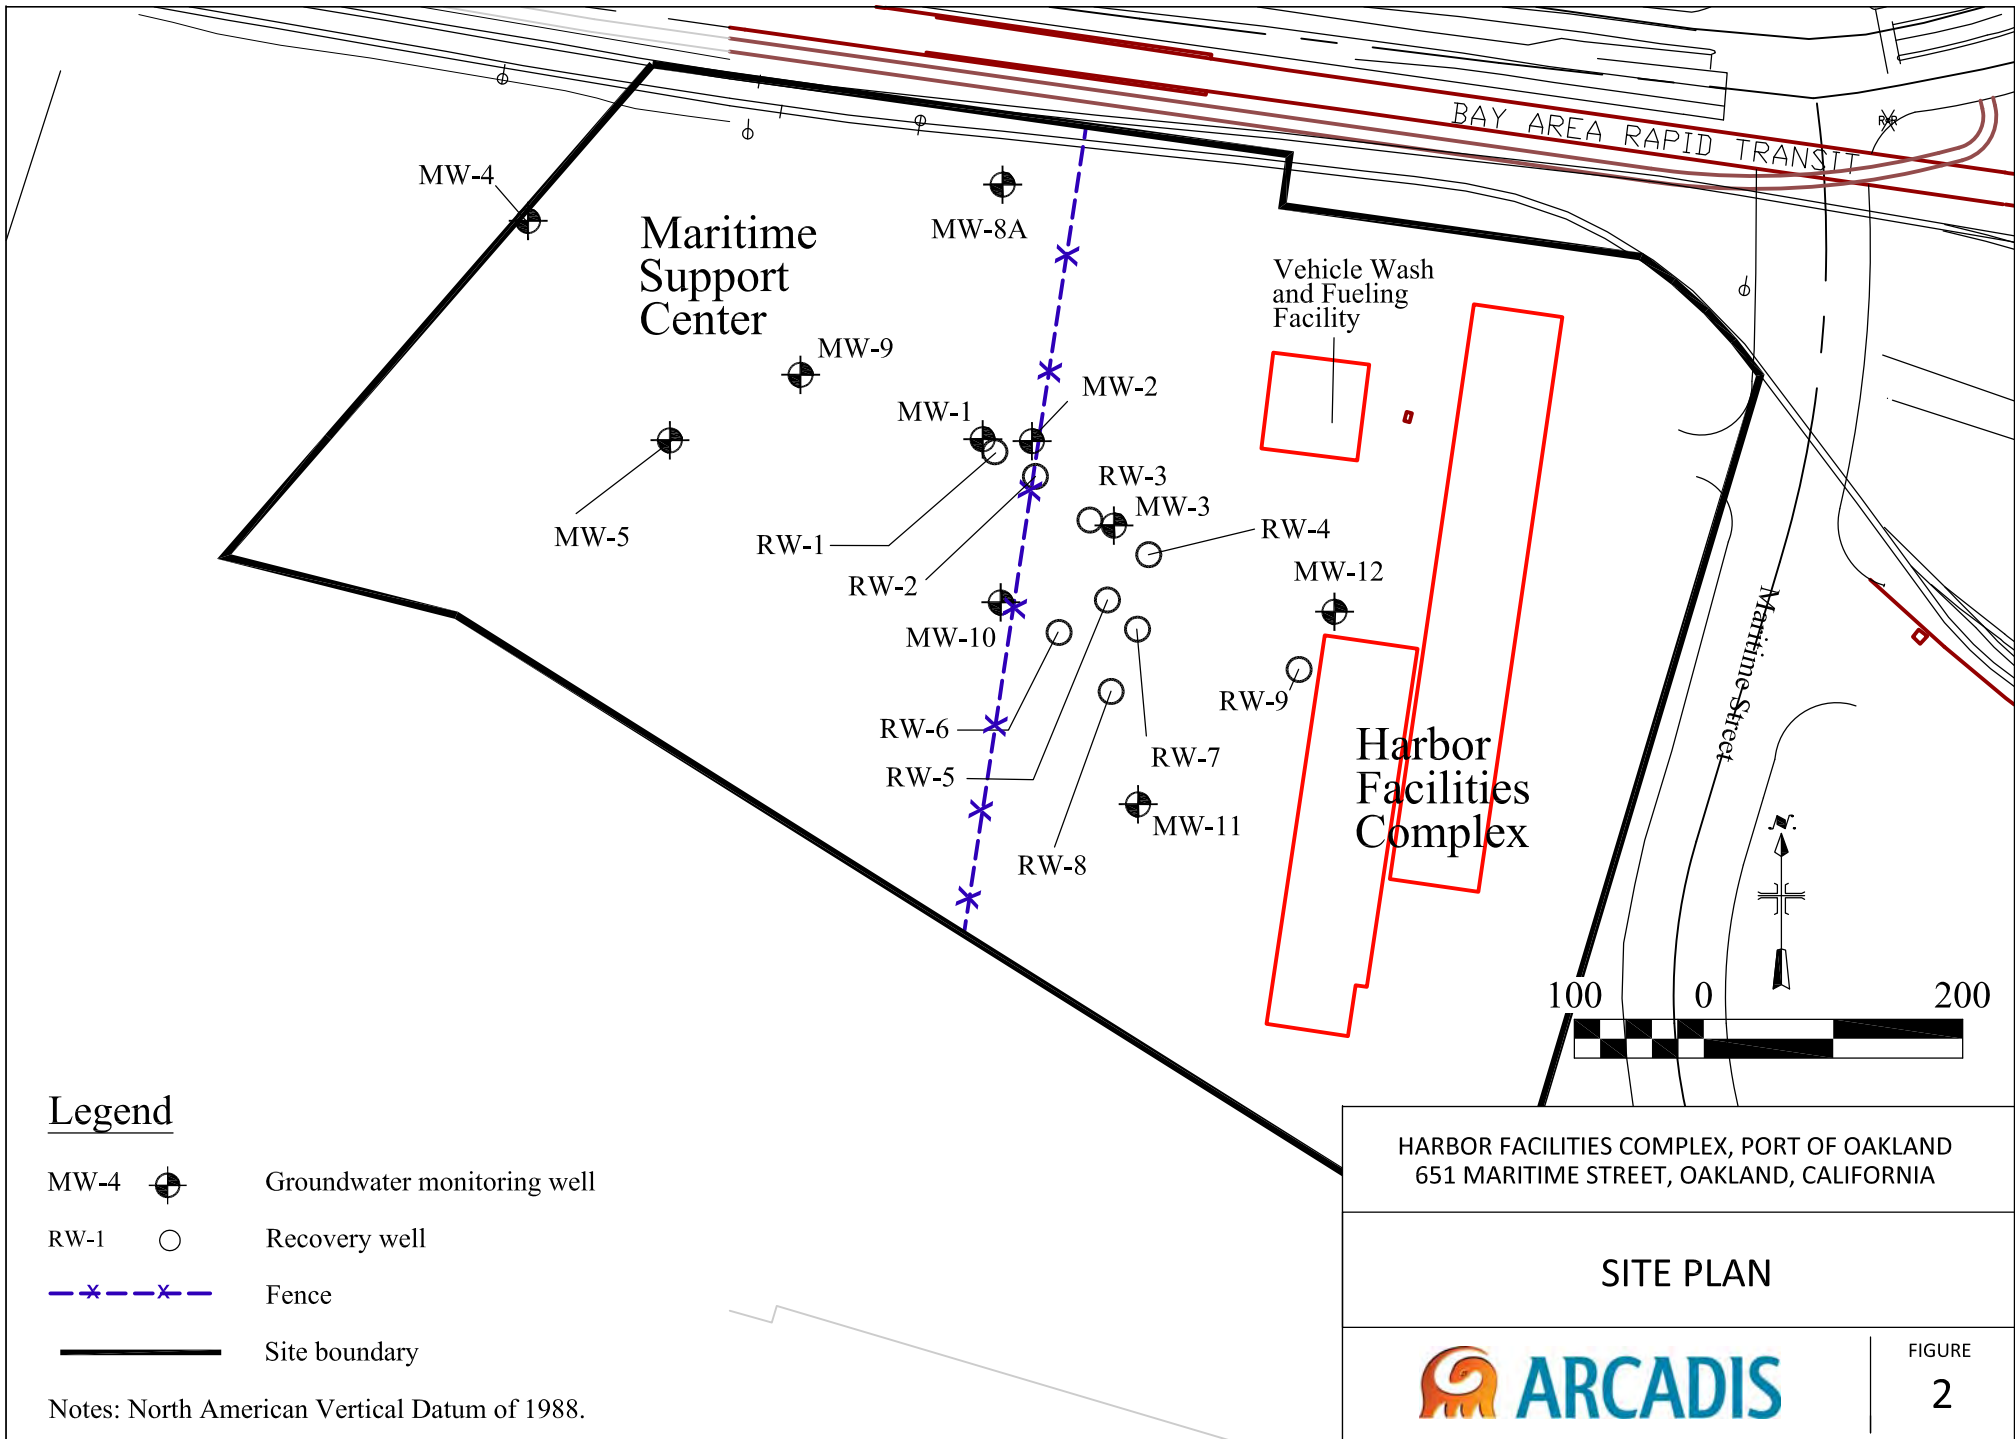 BAY AREA RAPID TRANSIT
MW-4
Maritime
Support
Center
MW-8A
Vehicle Wash
and Fueling
Facility
MW-9
MW-2
MW-1
RW-3
MW-3
MW-5
RW-1
RW-4
RW-2
MW-12
MW-10
RW-9
RW-6
RW-5
RW-7
MW-11
RW-8
Harbor
Facilities
Complex
Maritime Street
100 0 200
Legend
MW-4 Groundwater monitoring well
RW-1 Recovery well
x x Fence
Site boundary
Notes: North American Vertical Datum of 1988.
HARBOR FACILITIES COMPLEX, PORT OF OAKLAND
651 MARITIME STREET, OAKLAND, CALIFORNIA
SITE PLAN
ARCADIS
FIGURE
2